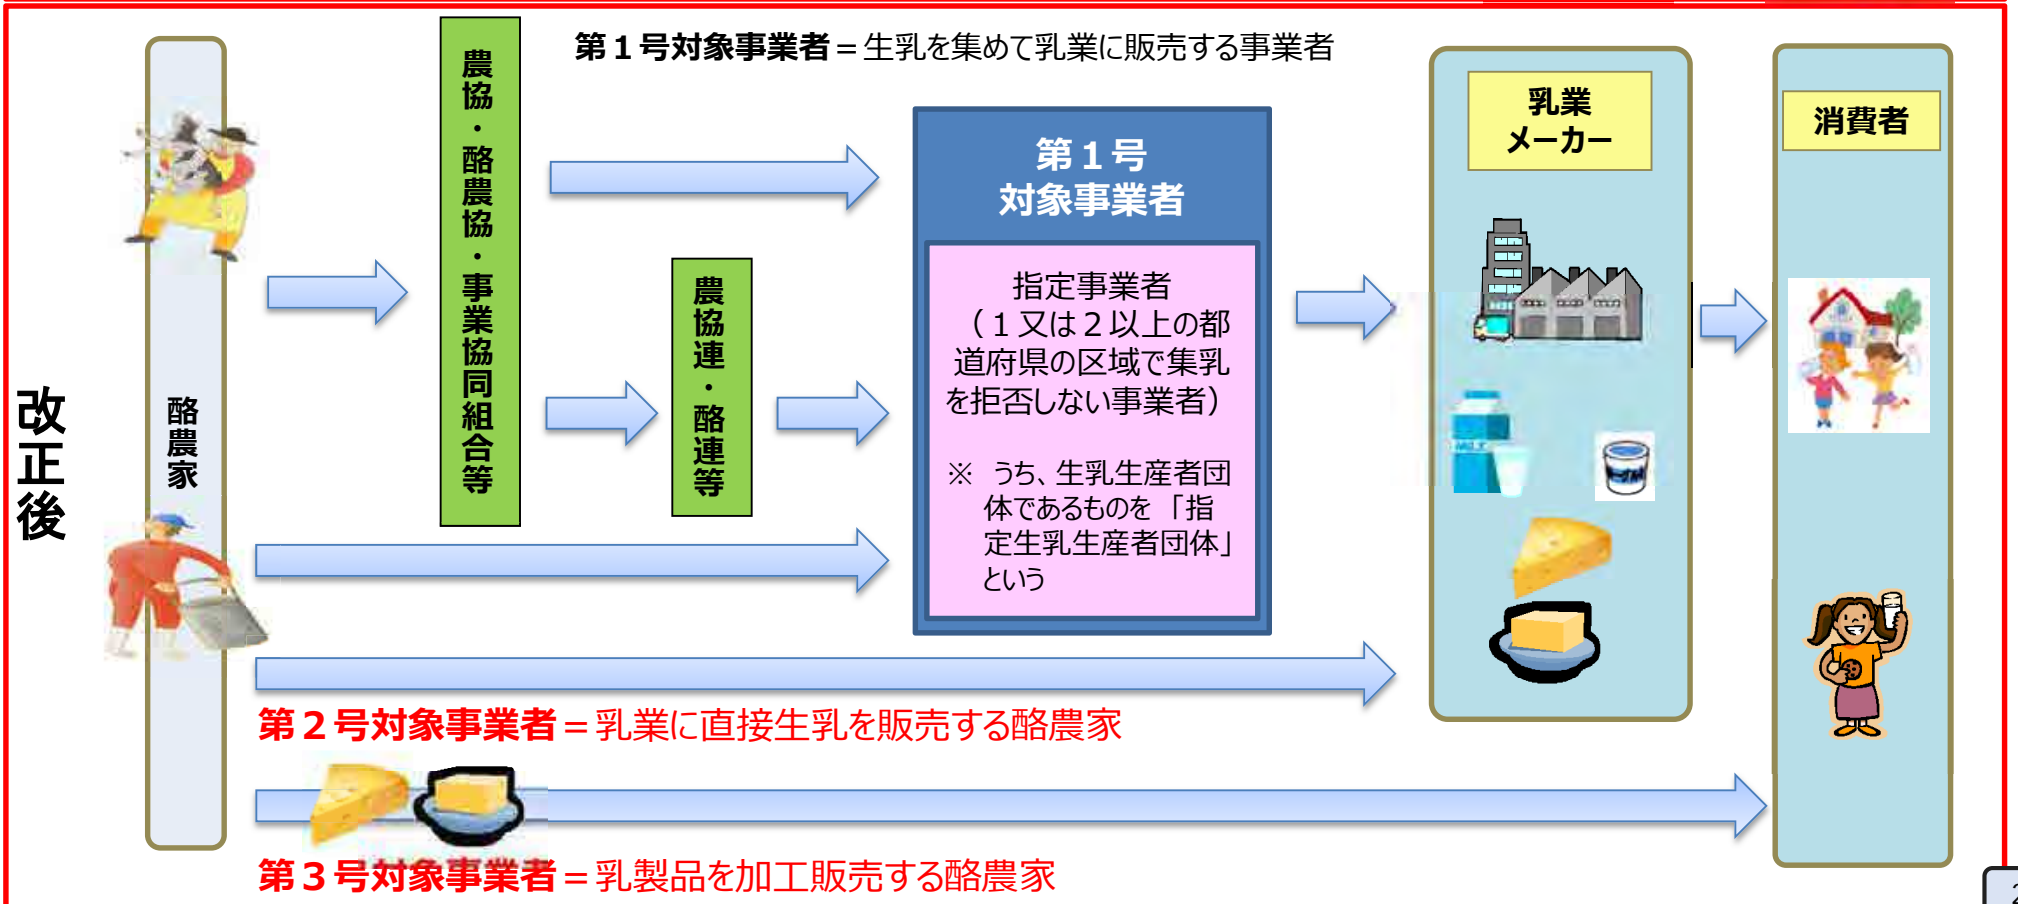 改正後
酪農家
農協・酪農協・事業協同組合等
農協連・酪連等
第１号対象事業者＝生乳を集めて乳業に販売する事業者
第１号
対象事業者
指定事業者
（１又は２以上の都
道府県の区域で集乳
を拒否しない事業者）
※　うち、生乳生産者団
体であるものを「指
定生乳生産者団体」
という
乳業
メーカー
MILK
消費者
第２号対象事業者＝乳業に直接生乳を販売する酪農家
第３号対象事業者＝乳製品を加工販売する酪農家
2